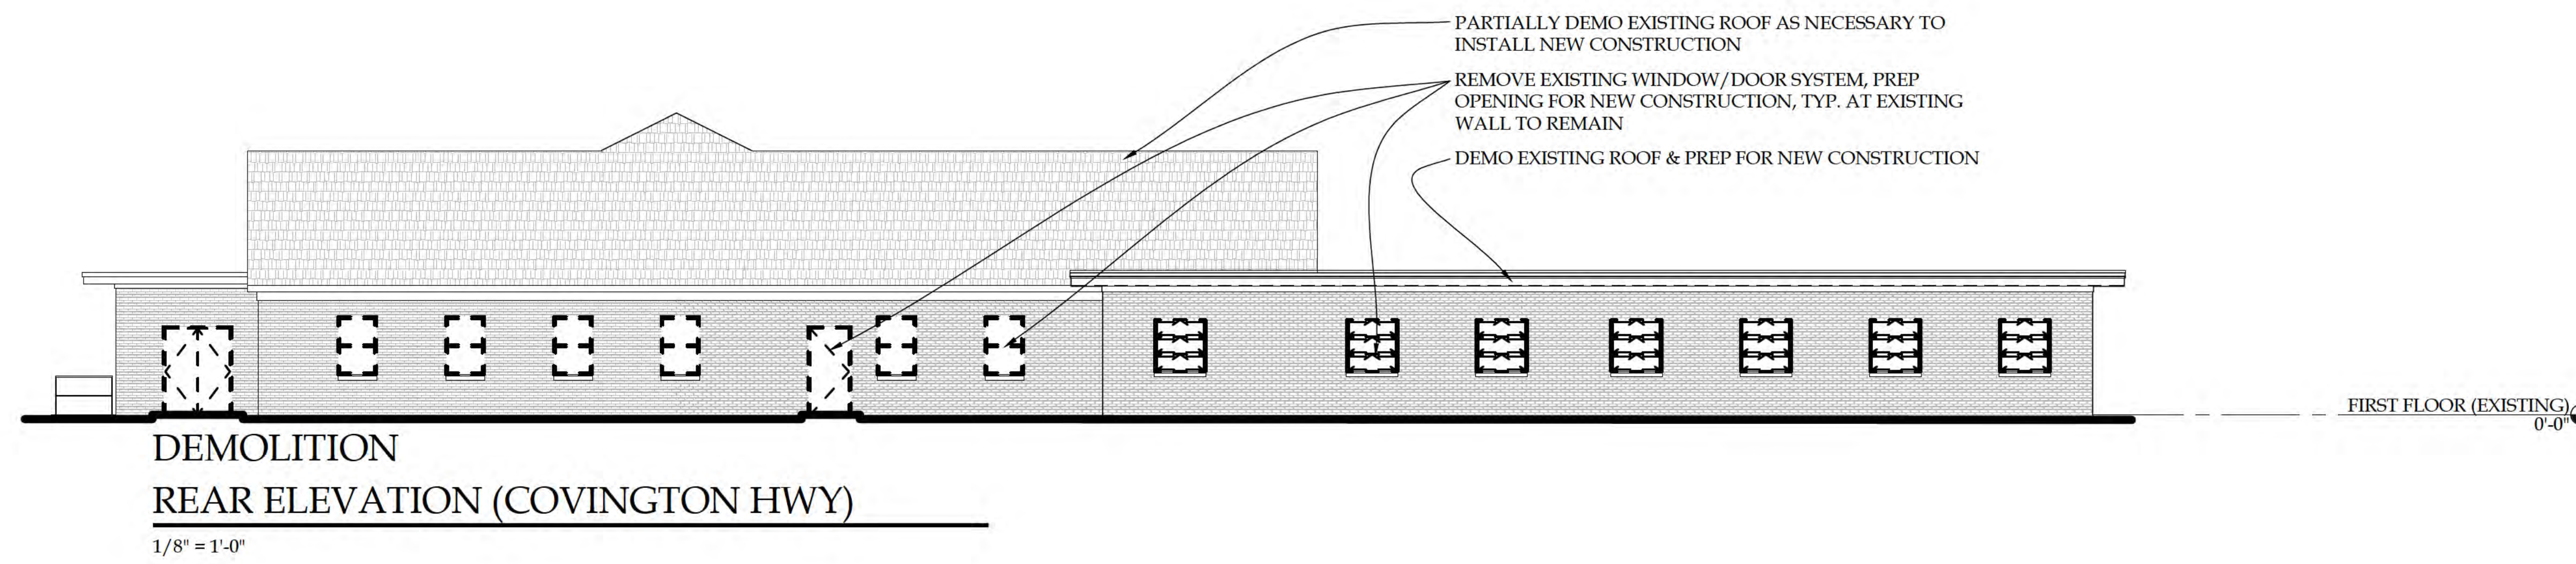 PARTIALLY DEMO EXISTING ROOF AS NECESSARY TO
INSTALL NEW CONSTRUCTION
REMOVE EXISTING WINDOW/DOOR SYSTEM, PREP
OPENING FOR NEW CONSTRUCTION, TYP. AT EXISTING
WALL TO REMAIN
DEMO EXISTING ROOF & PREP FOR NEW CONSTRUCTION
FIRST FLOOR (EXISTING)
0'-0"
DEMOLITION
REAR ELEVATION (COVINGTON HWY)
1/8" = 1'-0"